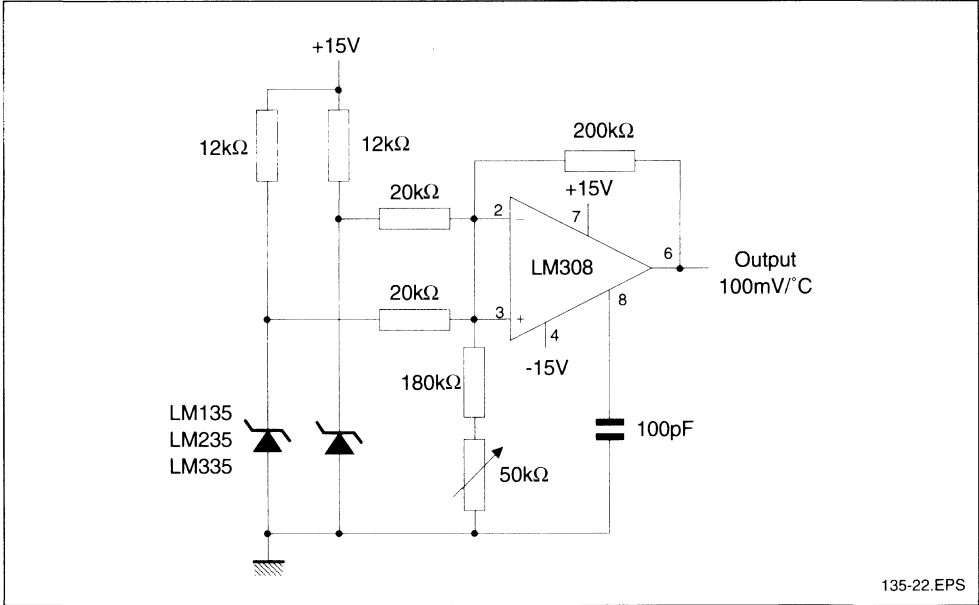 +15V
12kΩ
12kΩ
200kΩ
+15V
20kΩ
2
−
7
LM308
6
Output
100mV/°C
20kΩ
3
+
4
8
-15V
180kΩ
LM135
LM235
LM335
100pF
50kΩ
135-22.EPS